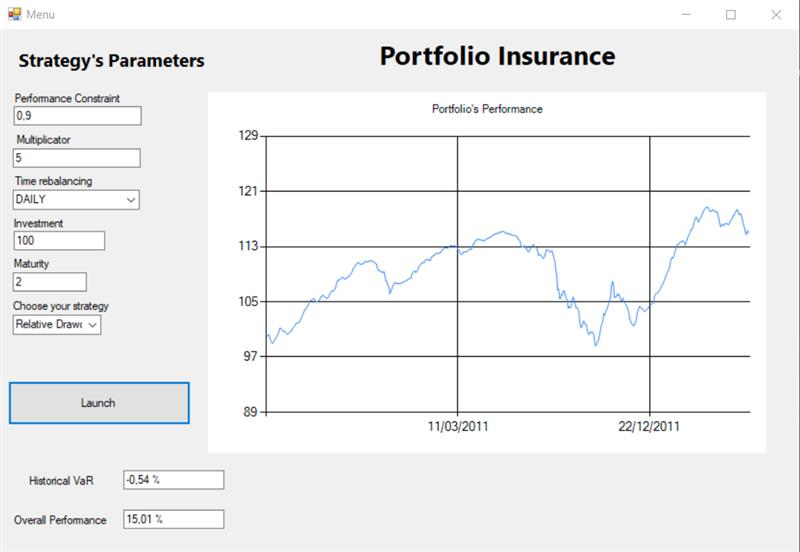 Menu
Strategy's Parameters
Portfolio Insurance
Performance Constraint
0,9
Multiplicator
5
Time rebalancing
DAILY
Investment
100
Maturity
2
Choose your strategy
Relative Drawc
Launch
Portfolio's Performance
129
121
113
105
97
89
11/03/2011
22/12/2011
Historical VaR
-0,54 %
Overall Performance
15,01 %